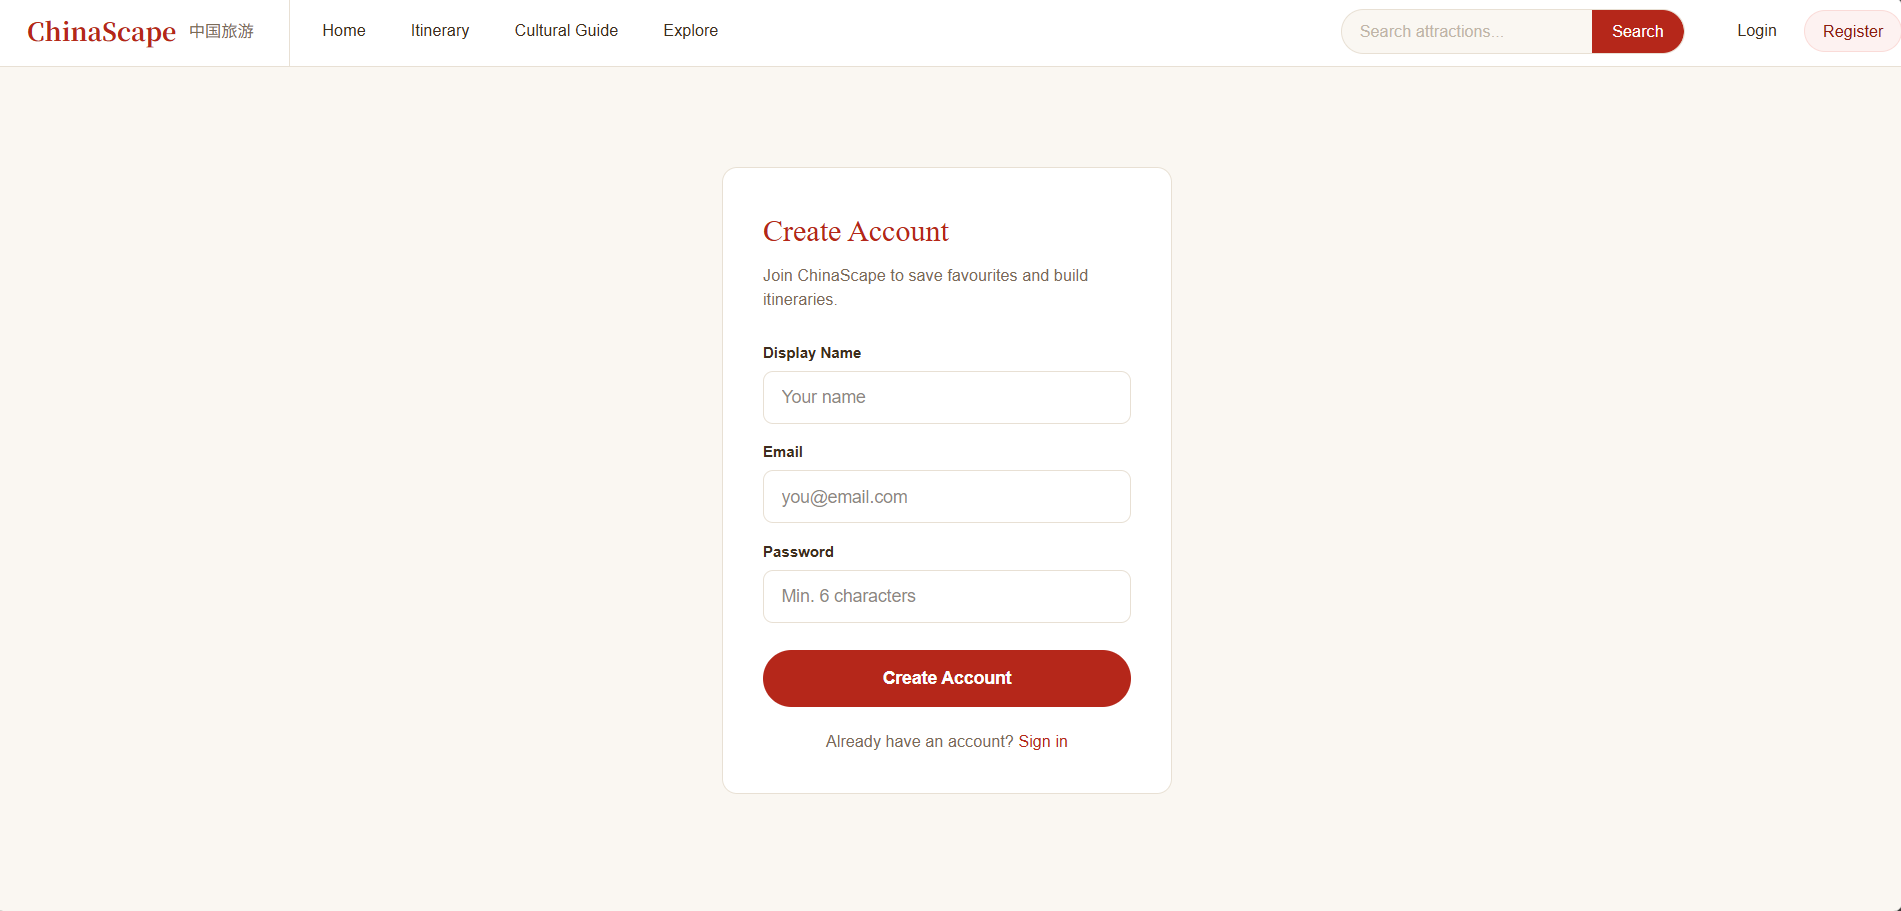 ChinaScape 中国旅游 Home Itinerary Cultural Guide Explore Search attractions... Search Login Register
Create Account
Join ChinaScape to save favourites and build
itineraries.
Display Name
Your name
Email
you@email.com
Password
Min. 6 characters
Create Account
Already have an account? Sign in